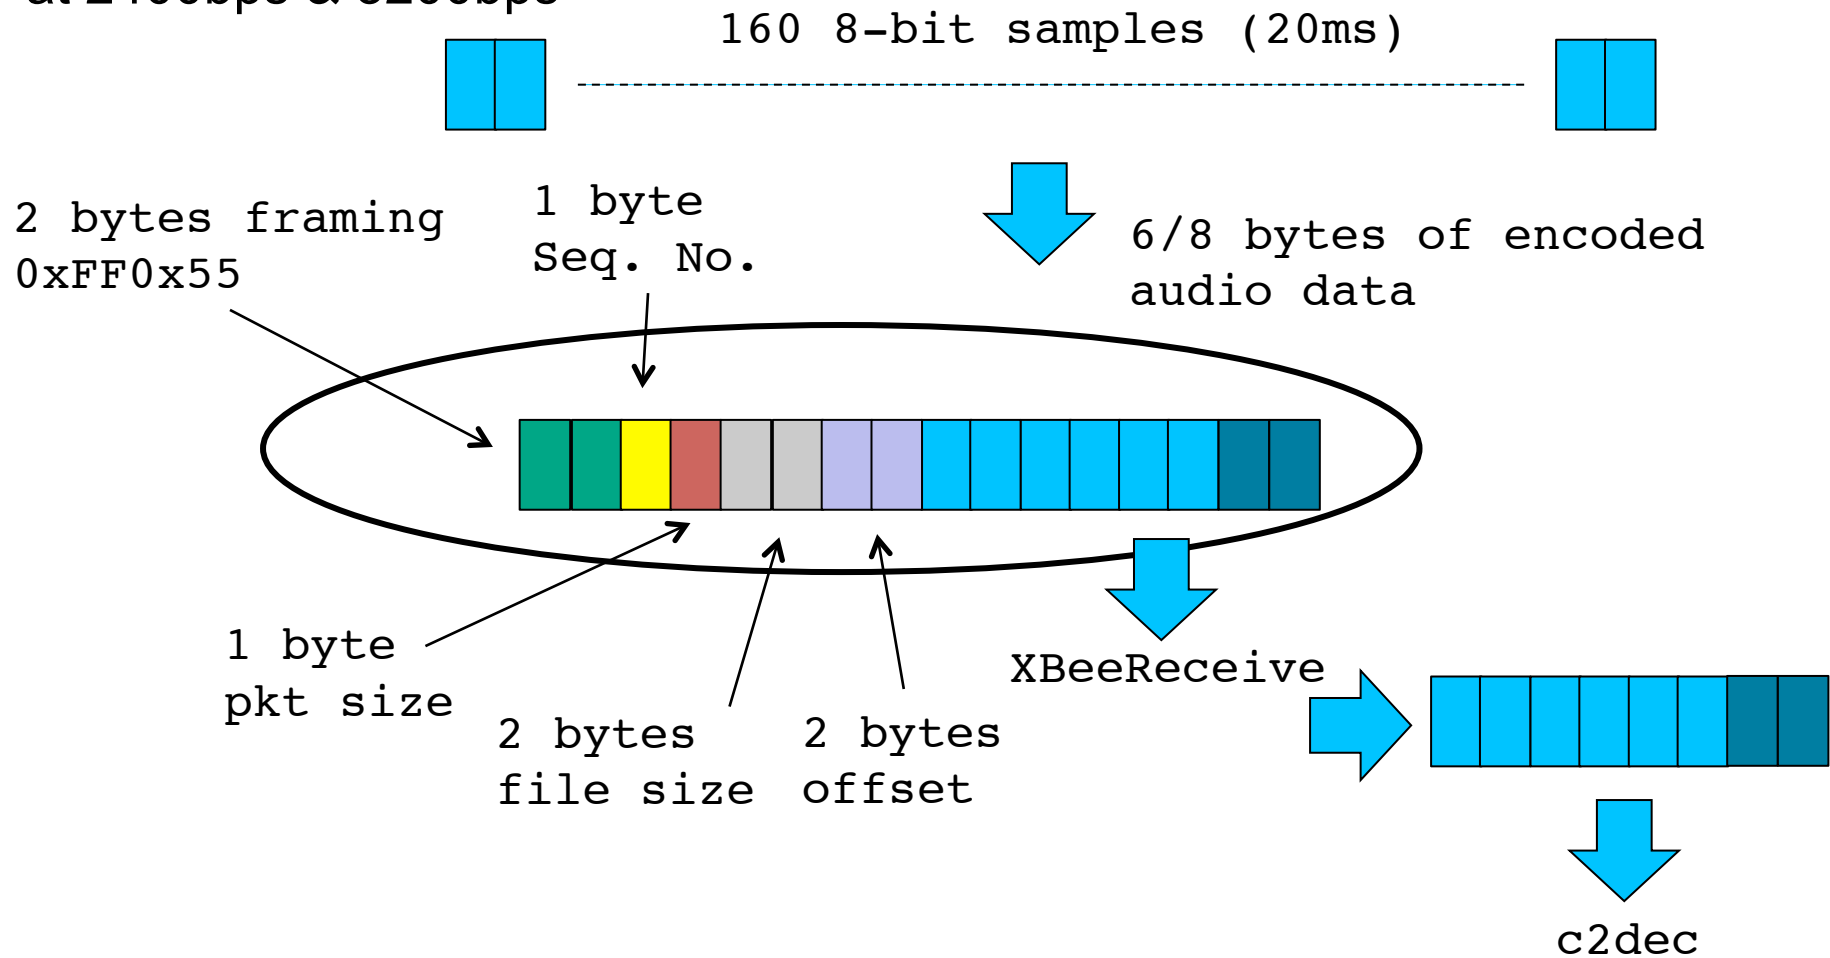 160 8-bit samples (20ms)
2 bytes framing
0xFF0x55
1 byte
Seq. No.
6/8 bytes of encoded
audio data
1 byte
pkt size
2 bytes
file size
2 bytes
offset
XBeeReceive
c2dec